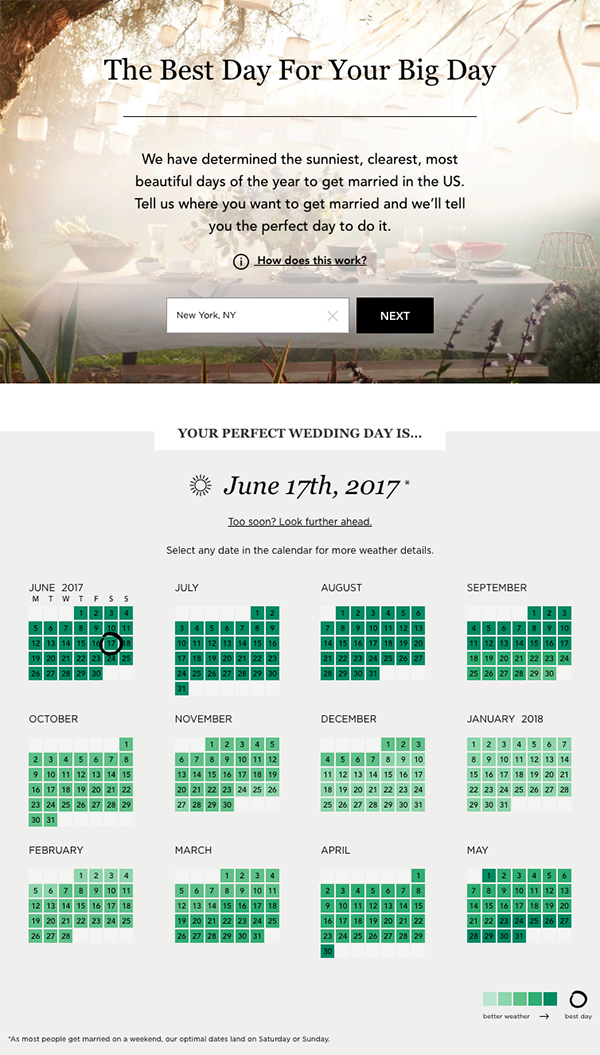 The Best Day For Your Big Day
We have determined the sunniest, clearest, most
beautiful days of the year to get married in the US.
Tell us where you want to get married and we'll tell
you the perfect day to do it.
i How does this work?
New York, NY
NEXT
YOUR PERFECT WEDDING DAY IS...
June 17th, 2017 *
Too soon? Look further ahead.
Select any date in the calendar for more weather details.
JUNE 2017
M T W T F S S
1 2 3 4
5 6 7 8 9 10 11
12 13 14 15 16 17 18
19 20 21 22 23 24 25
26 27 28 29 30
JULY
1 2
3 4 5 6 7 8 9
10 11 12 13 14 15 16
17 18 19 20 21 22 23
24 25 26 27 28 29 30
31
AUGUST
1 2 3 4 5 6
7 8 9 10 11 12 13
14 15 16 17 18 19 20
21 22 23 24 25 26 27
28 29 30 31
SEPTEMBER
1 2 3
4 5 6 7 8 9 10
11 12 13 14 15 16 17
18 19 20 21 22 23 24
25 26 27 28 29 30
OCTOBER
1
2 3 4 5 6 7 8
9 10 11 12 13 14 15
16 17 18 19 20 21 22
23 24 25 26 27 28 29
30 31
NOVEMBER
1 2 3 4 5
6 7 8 9 10 11 12
13 14 15 16 17 18 19
20 21 22 23 24 25 26
27 28 29 30
DECEMBER
1 2 3
4 5 6 7 8 9 10
11 12 13 14 15 16 17
18 19 20 21 22 23 24
25 26 27 28 29 30 31
JANUARY 2018
1 2 3 4 5 6 7
8 9 10 11 12 13 14
15 16 17 18 19 20 21
22 23 24 25 26 27 28
29 30 31
FEBRUARY
1 2 3 4
5 6 7 8 9 10 11
12 13 14 15 16 17 18
19 20 21 22 23 24 25
26 27 28
MARCH
1 2 3 4
5 6 7 8 9 10 11
12 13 14 15 16 17 18
19 20 21 22 23 24 25
26 27 28 29 30 31
APRIL
1
2 3 4 5 6 7 8
9 10 11 12 13 14 15
16 17 18 19 20 21 22
23 24 25 26 27 28 29
30
MAY
1 2 3 4 5 6
7 8 9 10 11 12 13
14 15 16 17 18 19 20
21 22 23 24 25 26 27
28 29 30 31
better weather → best day
*As most people get married on a weekend, our optimal dates land on Saturday or Sunday.